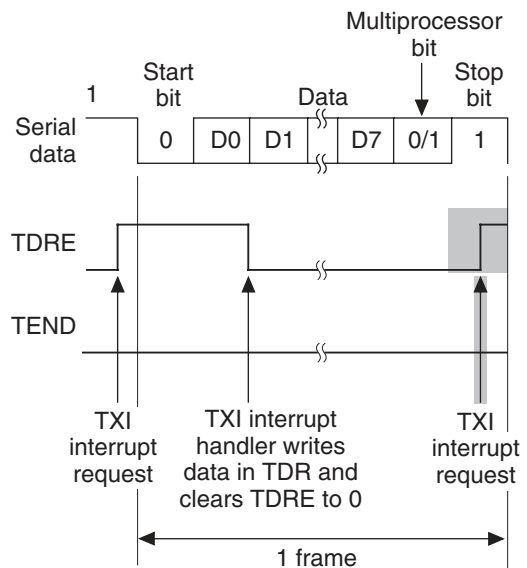 Multiprocessor
bit
Start
bit
Stop
bit
1
Data
Serial
data
0
D0
D1
D7
0/1
1
TDRE
TEND
TXI
interrupt
request
TXI interrupt
handler writes
data in TDR and
clears TDRE to 0
TXI
interrupt
request
1 frame